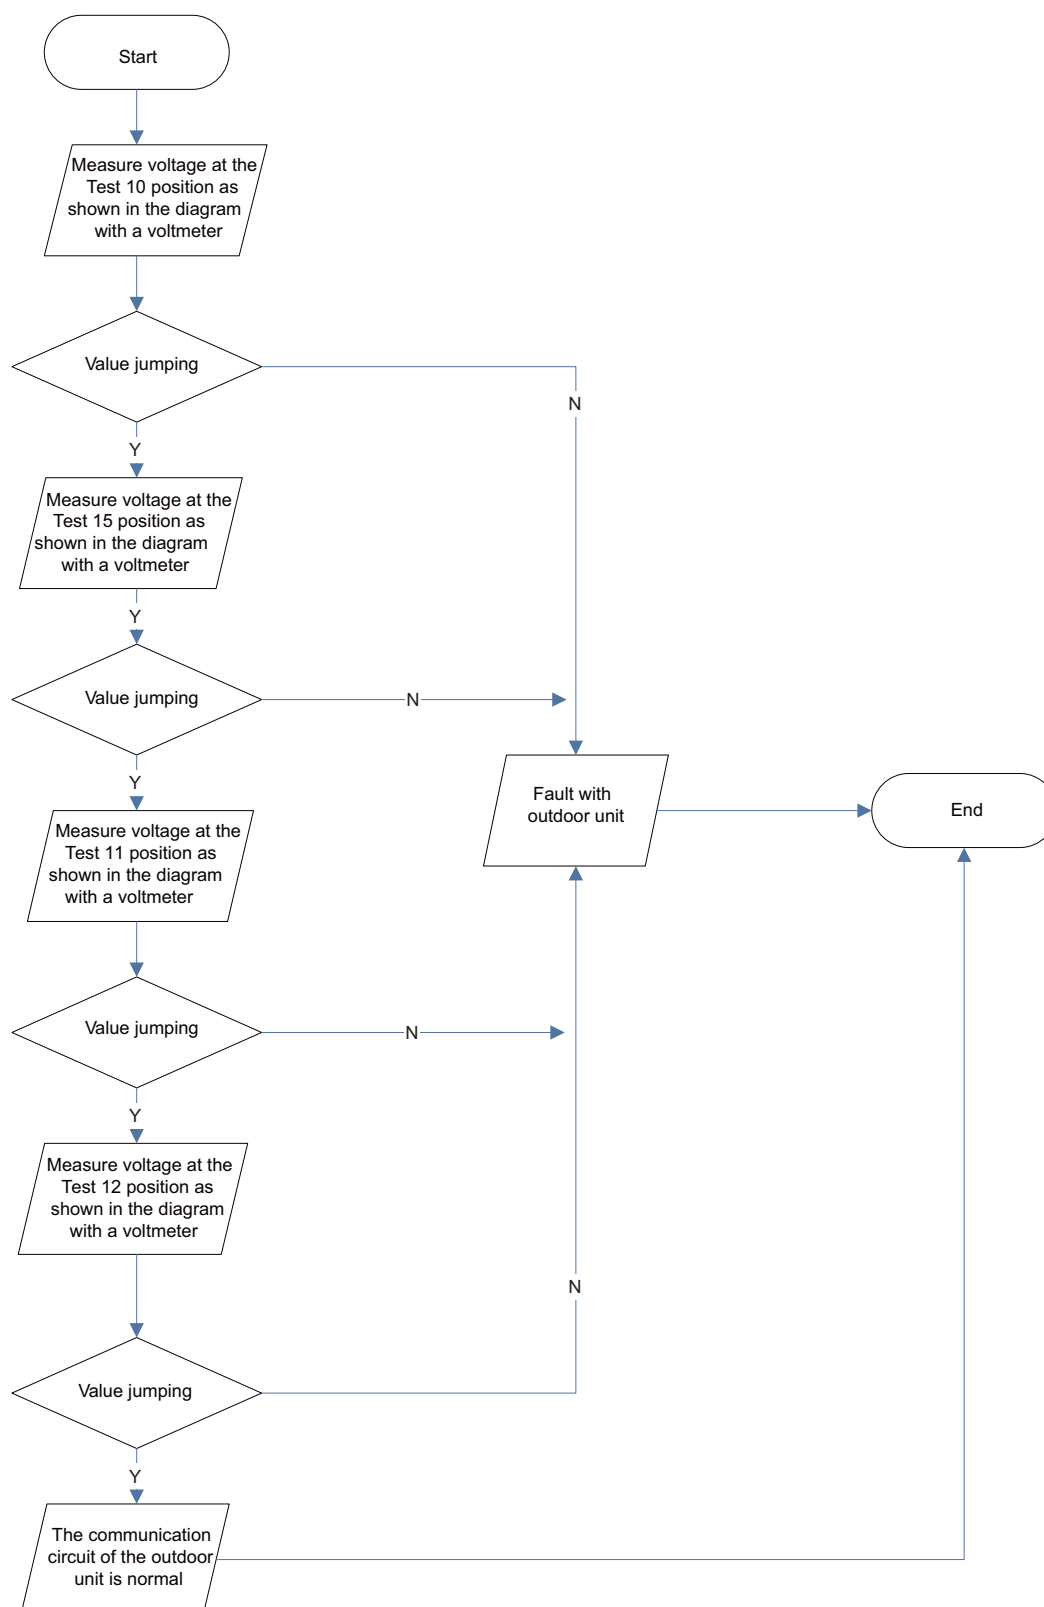 Start
Measure voltage at the
Test 10 position as
shown in the diagram
with a voltmeter
Value jumping
N
Y
Measure voltage at the
Test 15 position as
shown in the diagram
with a voltmeter
Y
Value jumping
N
Y
Measure voltage at the
Test 11 position as
shown in the diagram
with a voltmeter
Fault with
outdoor unit
End
Value jumping
N
Y
Measure voltage at the
Test 12 position as
shown in the diagram
with a voltmeter
N
Value jumping
Y
The communication
circuit of the outdoor
unit is normal